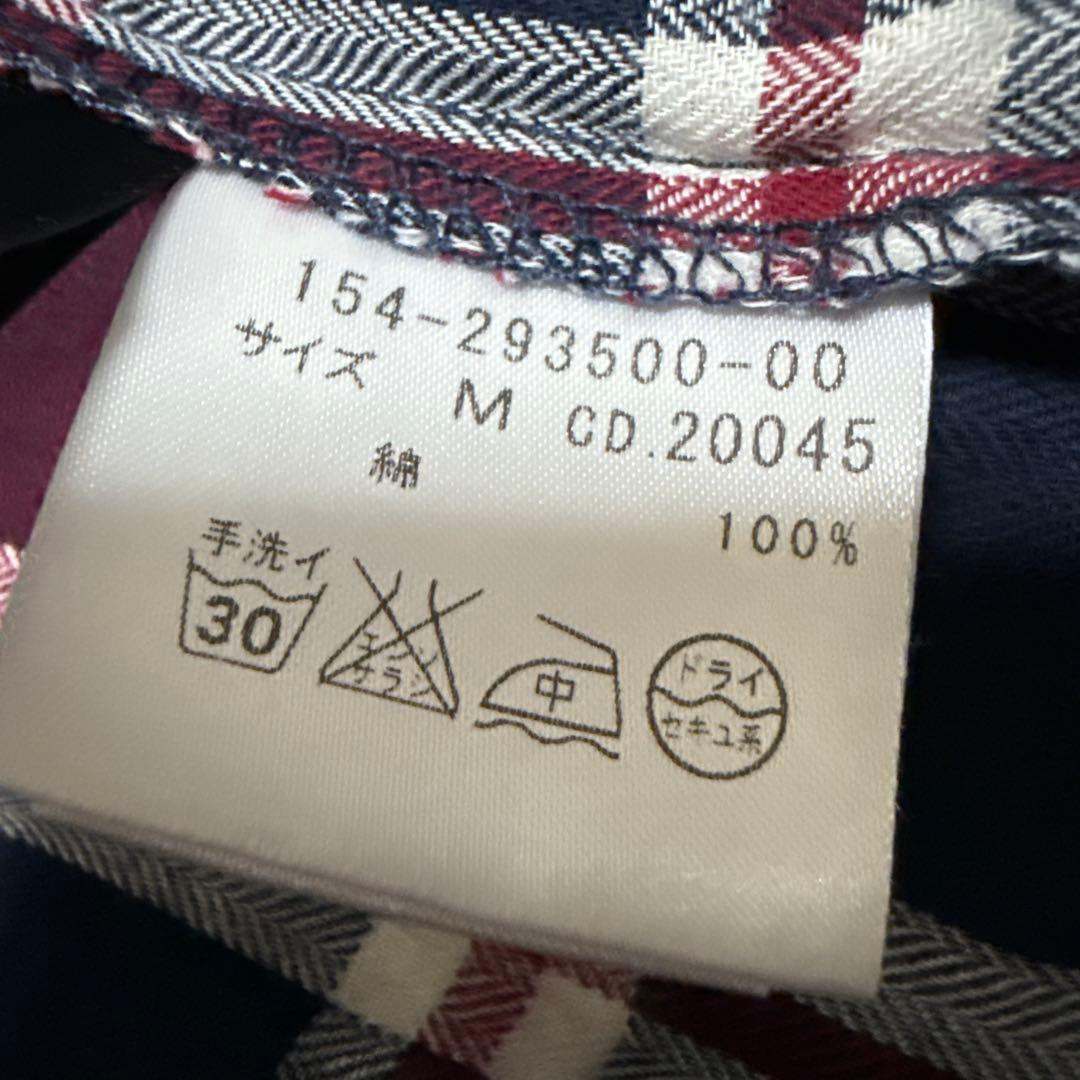 154-293500-00
サイズ M CD.20045
綿 100%
手洗イ
30
エンソ
サラシ
中
ドライ
セキユ系